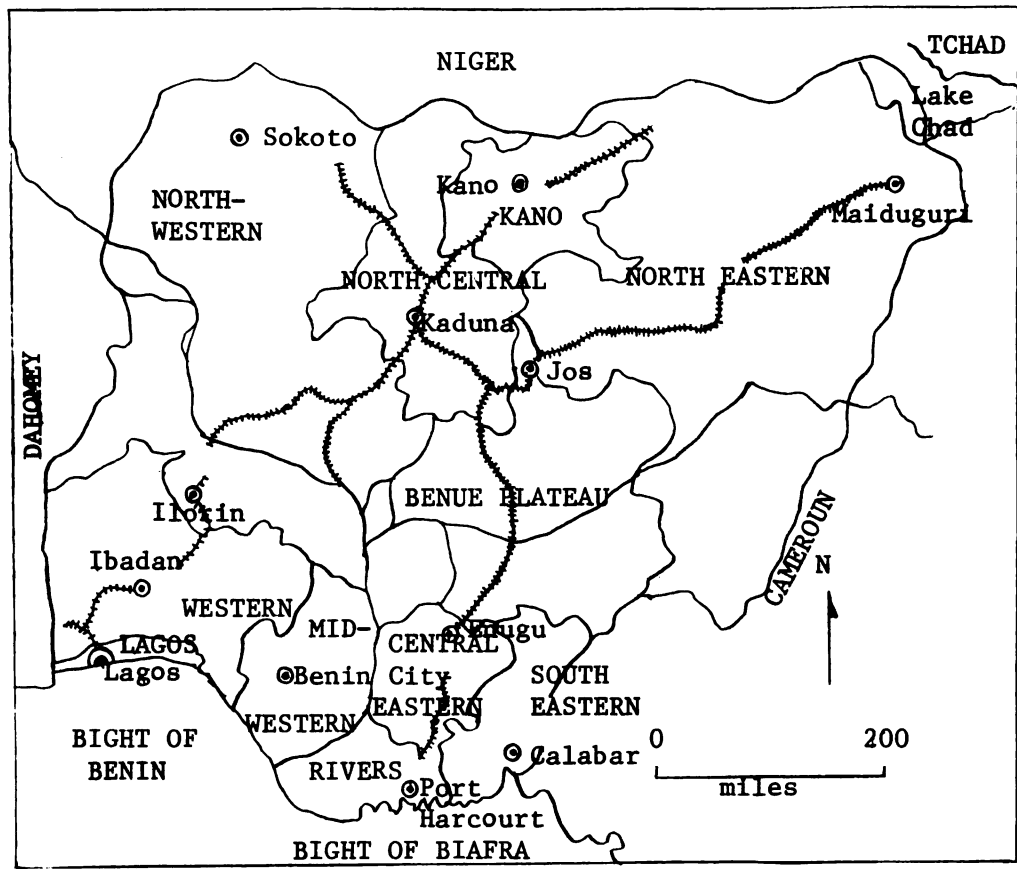 TCHAD
NIGER
Lake
Chad
Sokoto
Kano
Maiduguri
NORTH-
WESTERN
KANO
NORTH CENTRAL
NORTH EASTERN
Kaduna
Jos
DAHOMEY
BENUE PLATEAU
Ilorin
CAMEROUN
Ibadan
N
WESTERN
MID-
WESTERN
Enugu
CENTRAL
EASTERN
LAGOS
Lagos
Benin City
SOUTH
EASTERN
BIGHT OF
BENIN
RIVERS
Calabar
0 200
miles
Port
Harcourt
BIGHT OF BIAFRA